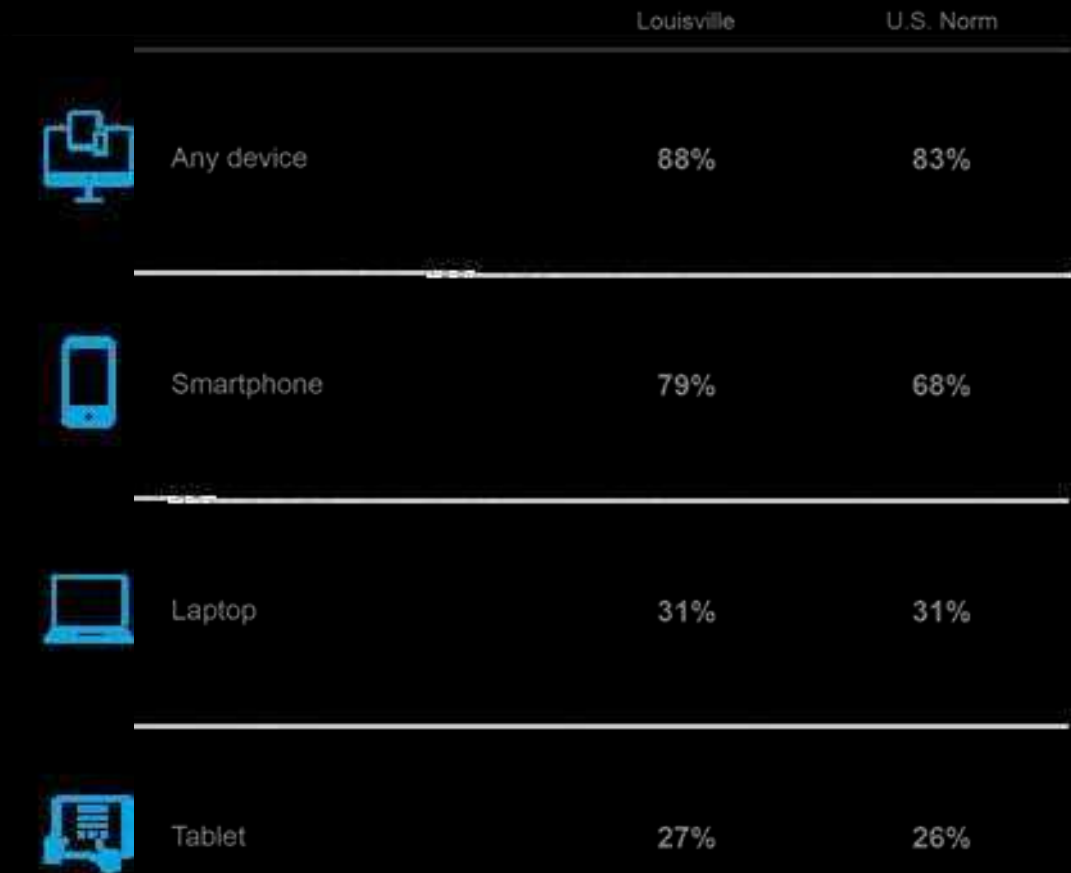 Louisville U.S. Norm
Any device 88% 83%
Smartphone 79% 68%
Laptop 31% 31%
Tablet 27% 26%